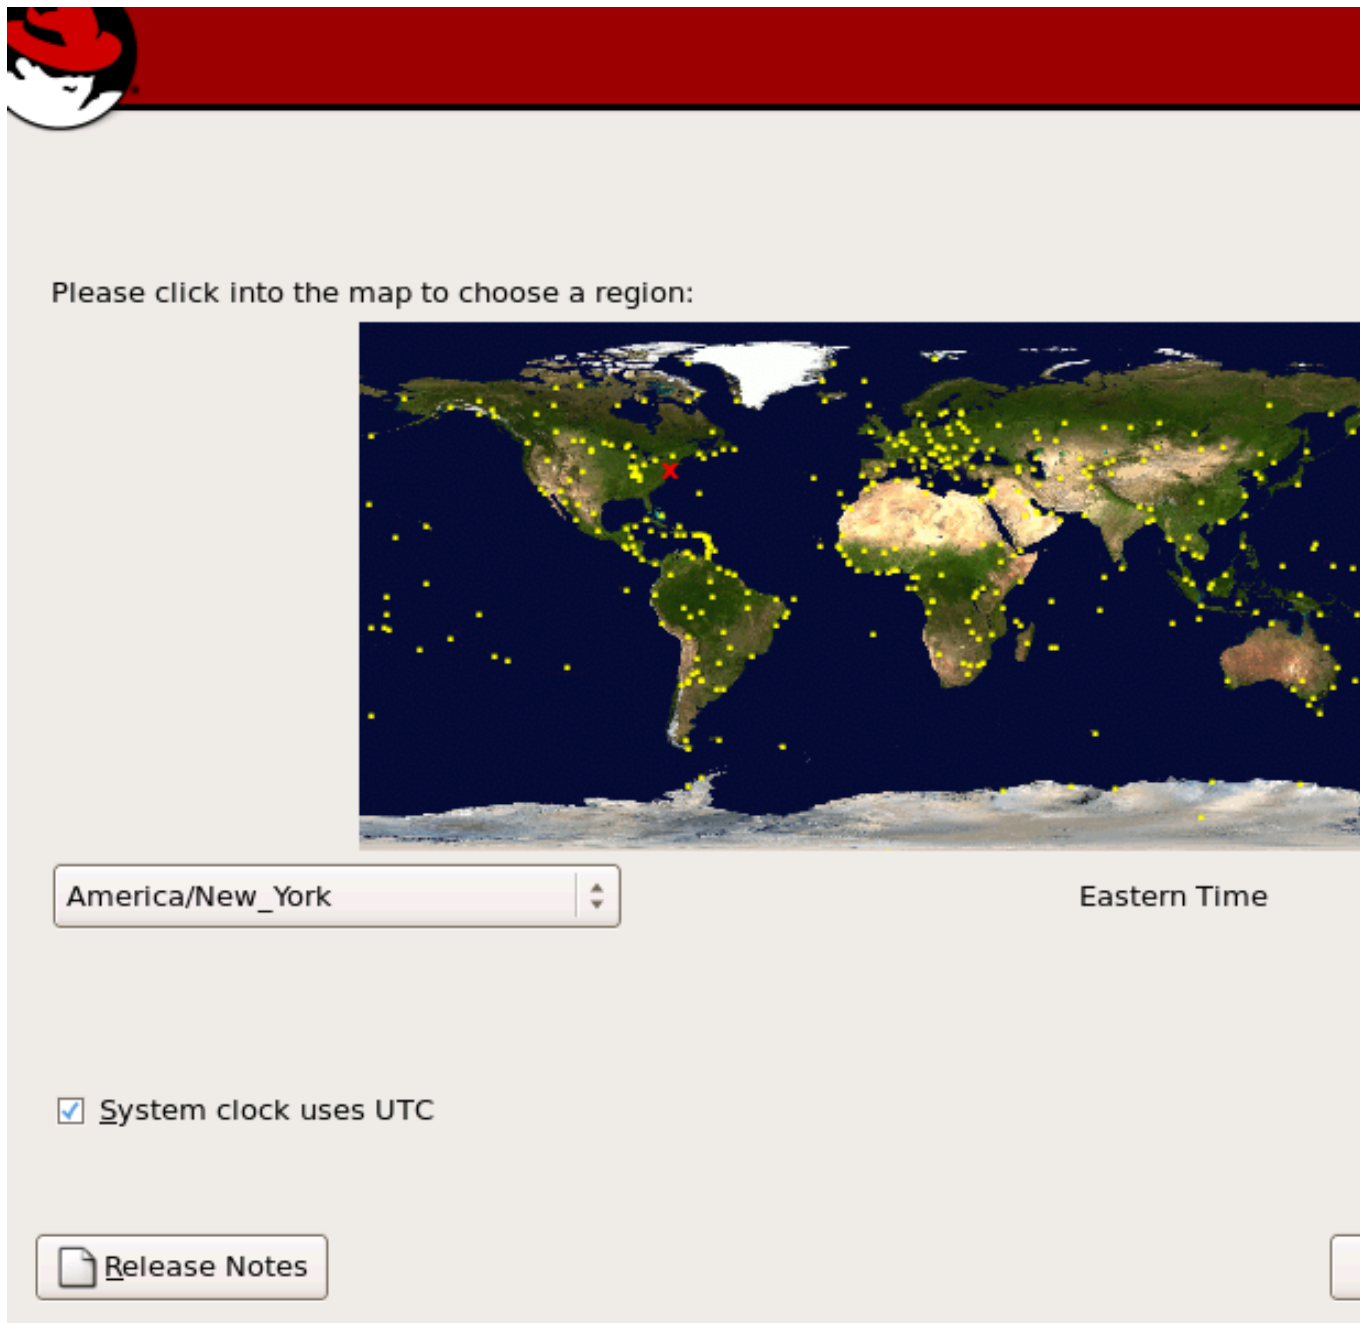 Please click into the map to choose a region:
America/New_York
Eastern Time
System clock uses UTC
Release Notes